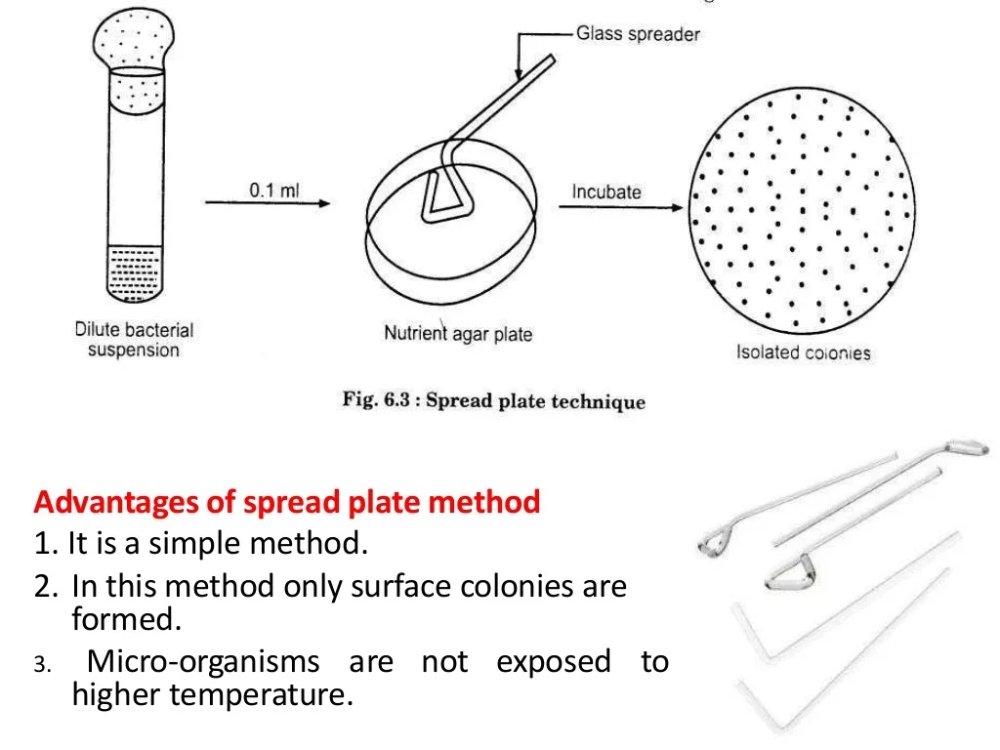 Glass spreader
0.1 ml
Incubate
Dilute bacterial
suspension
Nutrient agar plate
Isolated colonies
Fig. 6.3 : Spread plate technique
Advantages of spread plate method
1. It is a simple method.
2. In this method only surface colonies are
formed.
3. Micro-organisms are not exposed to
higher temperature.